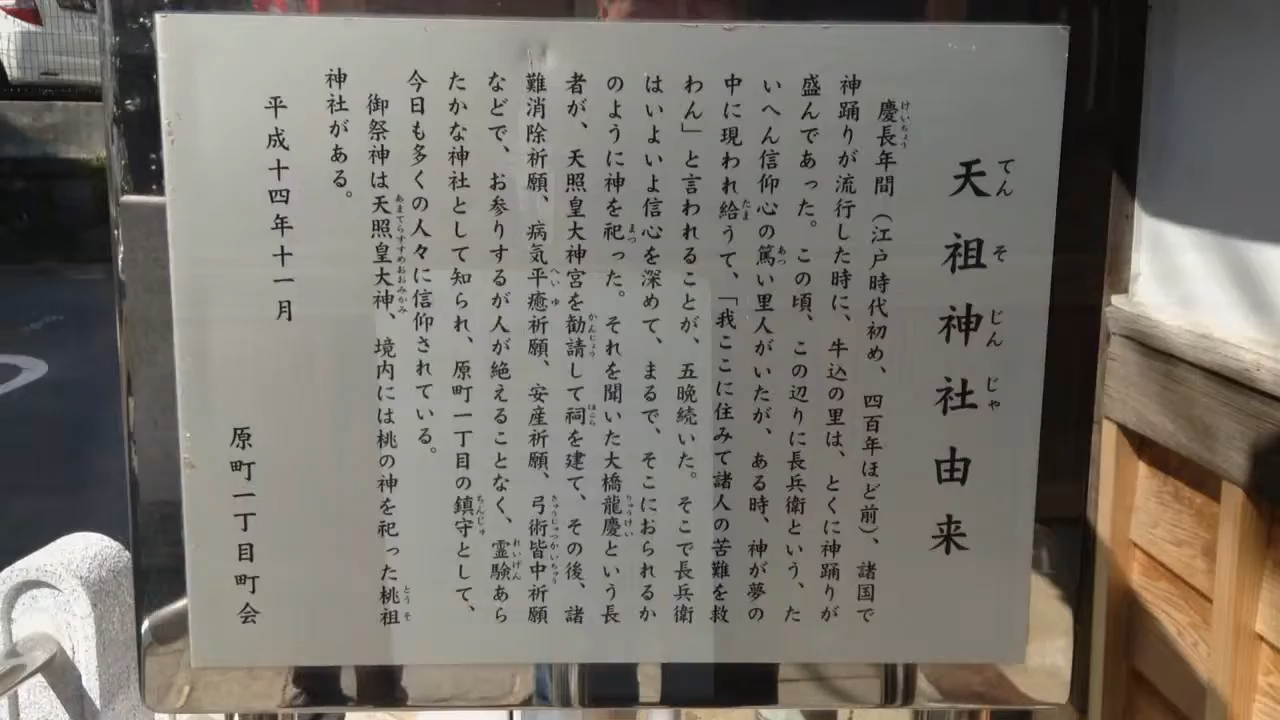 天祖神社由来
慶長年間（江戸時代初め、四百年ほど前）、諸国で
神踊りが流行した時に、牛込の里は、とくに神踊りが
盛んであった。この頃、この辺りに長兵衛という、た
いへん信仰心の篤い里人がいたが、ある時、神が夢の
中に現われ給うて、「我ここに住みて諸人の苦難を救
わん」と言われることが、五晩続いた。そこで長兵衛
はいよいよ信心を深めて、まるで、そこにおられるか
のように神を祀った。それを聞いた大橋龍慶という長
者が、天照皇大神宮を勧請して祠を建て、その後、諸
難消除祈願、病気平癒祈願、安産祈願、弓術皆中祈願
などで、お参りするが人が絶えることなく、霊験あら
たかな神社として知られ、原町一丁目の鎮守として、
今日も多くの人々に信仰されている。
御祭神は天照皇大神、境内には桃の神を祀った桃祖
神社がある。
平成十四年十一月
原町一丁目町会